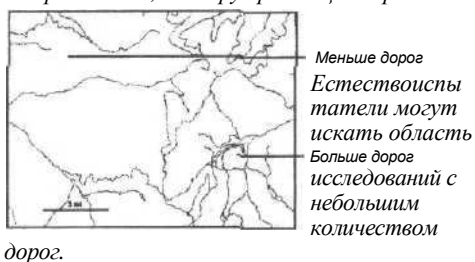 Меньше дорог
Естествоиспы
татели могут
искать область
Больше дорог
исследований с
небольшим
количеством
дорог.